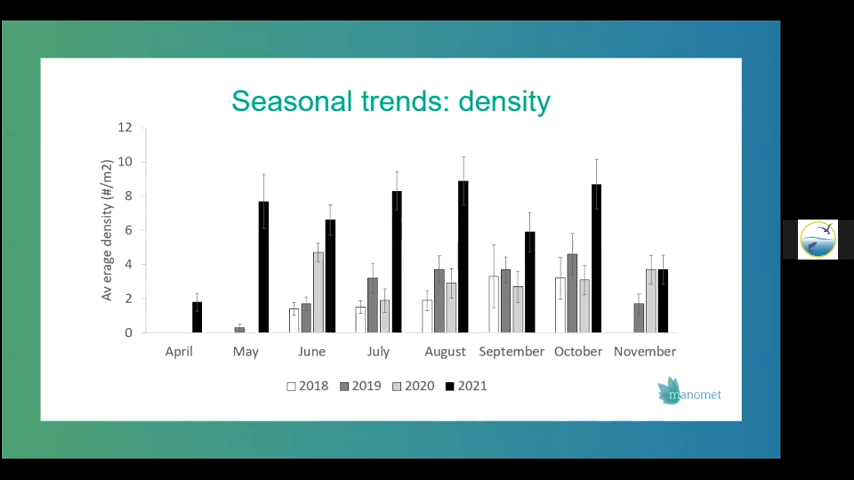 Seasonal trends: density
12
10
8
6
4
2
0
Av erage density (#/m2)
April May June July August September October November
2018 2019 2020 2021
manomet